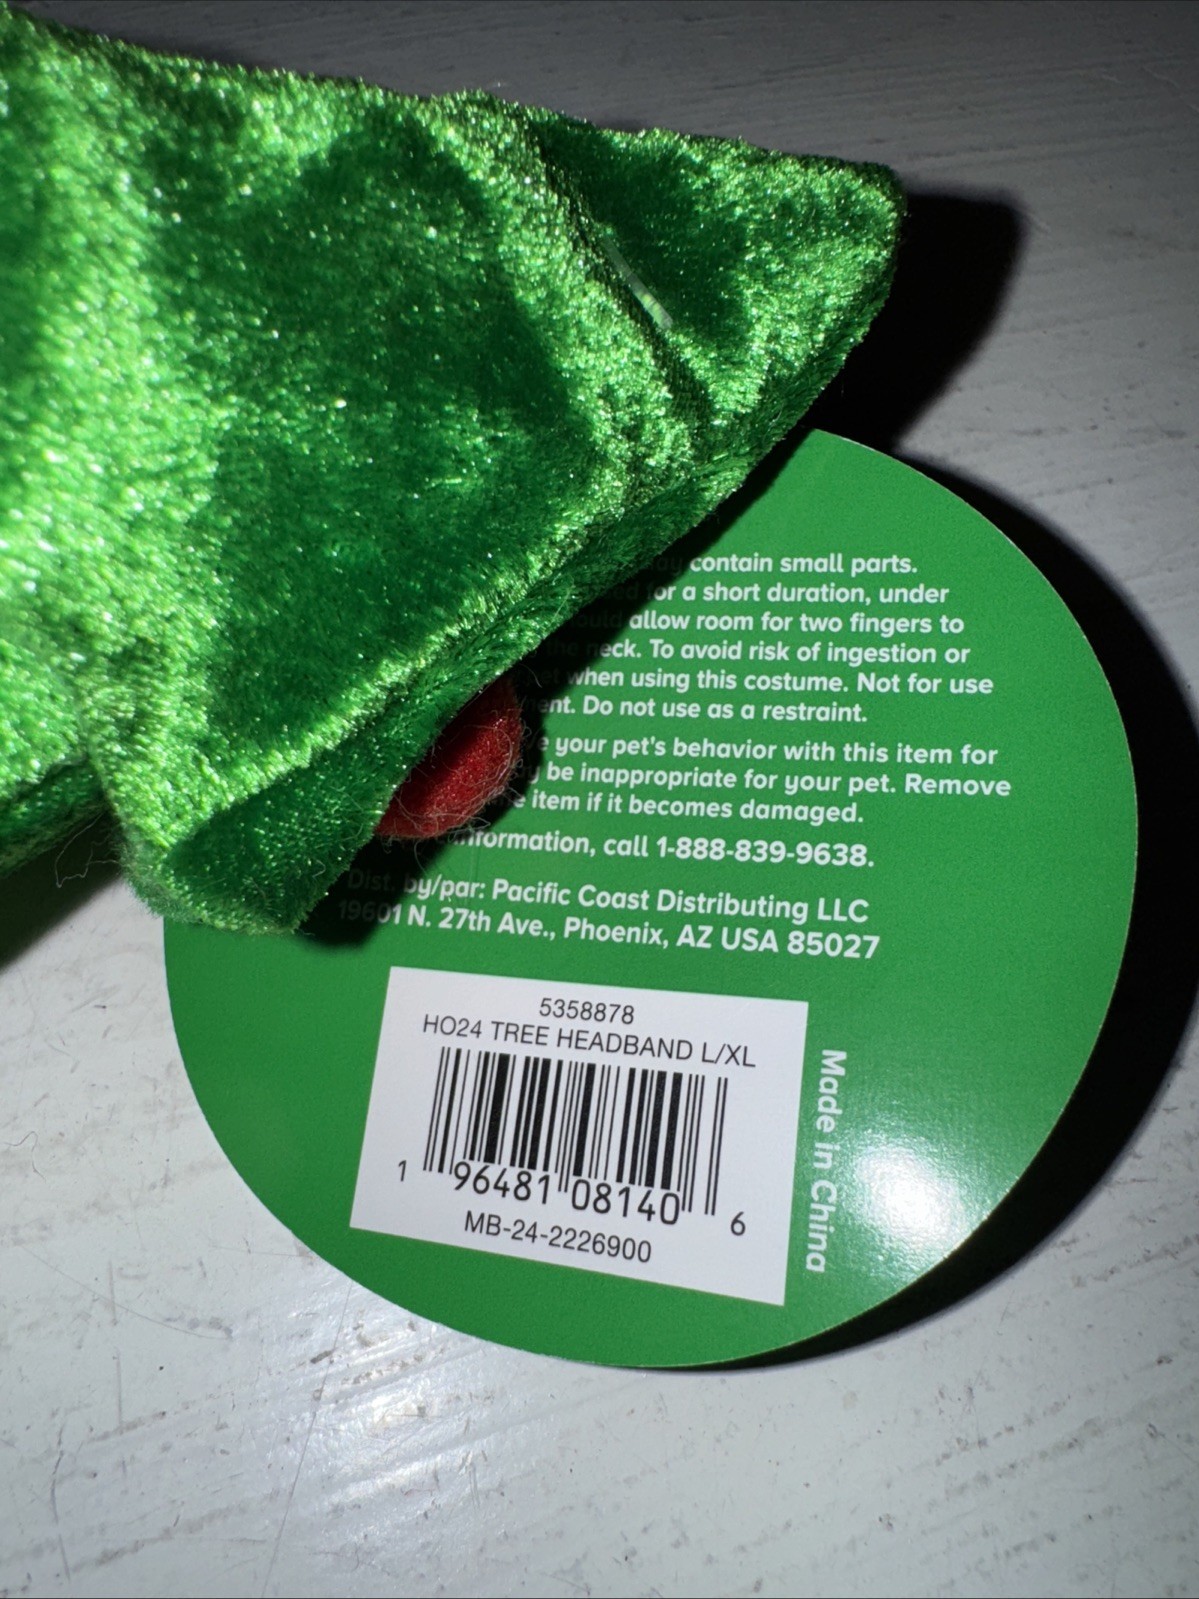 contain small parts.
for a short duration, under
allow room for two fingers to
the neck. To avoid risk of ingestion or
when using this costume. Not for use
Do not use as a restraint.
your pet's behavior with this item for
be inappropriate for your pet. Remove
item if it becomes damaged.
information, call 1-888-839-9638.
Dist. by/par: Pacific Coast Distributing LLC
19601 N. 27th Ave., Phoenix, AZ USA 85027
5358878
HO24 TREE HEADBAND L/XL
1 96481 08140 6
MB-24-2226900
Made in China